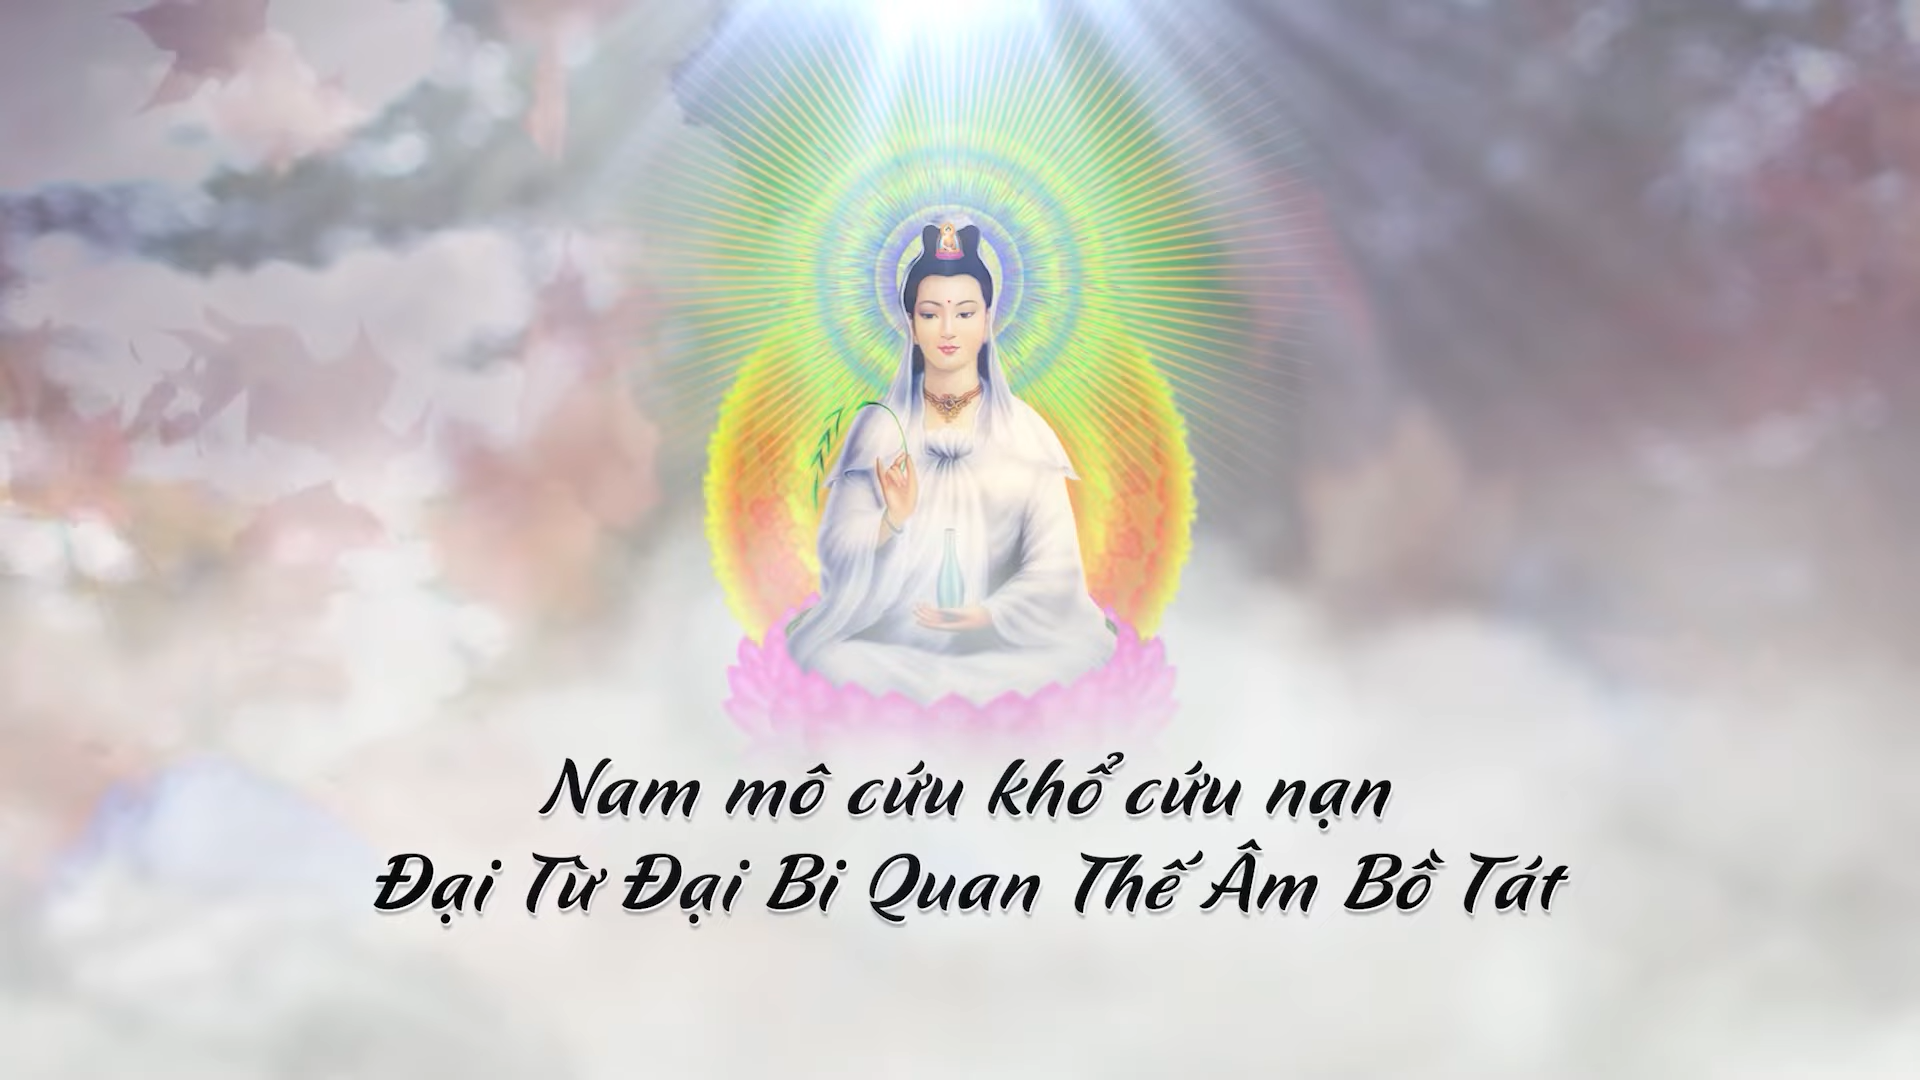 Nam mô cứu khổ cứu nạn
Đại Từ Đại Bi Quan Thế Âm Bồ Tát